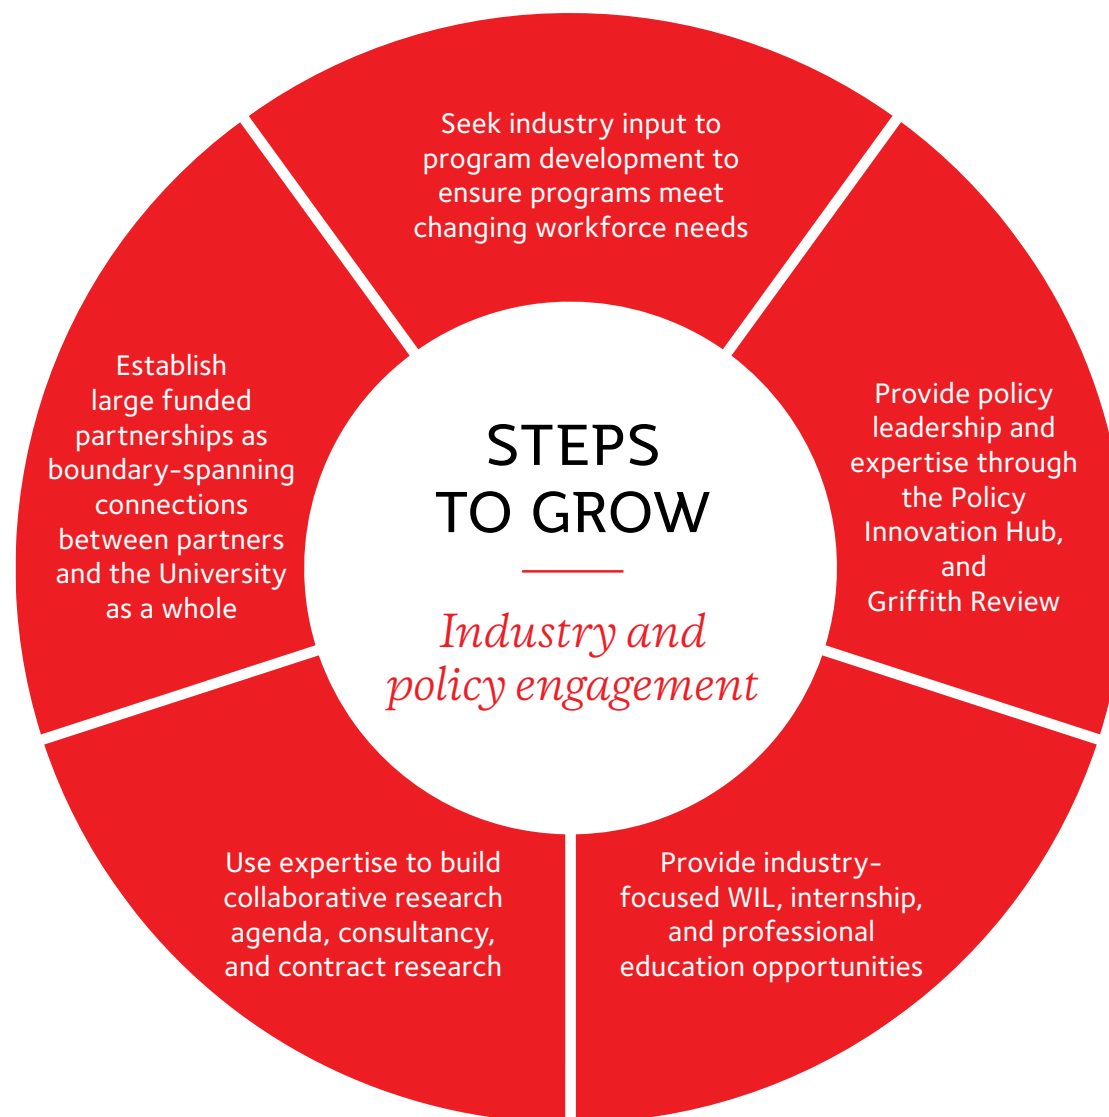 Seek industry input to
program development to
ensure programs meet
changing workforce needs
Establish
large funded
partnerships as
boundary-spanning
connections
between partners
and the University
as a whole
STEPS
TO GROW
Industry and
policy engagement
Provide policy
leadership and
expertise through
the Policy
Innovation Hub,
and
Griffith Review
Use expertise to build
collaborative research
agenda, consultancy,
and contract research
Provide industry-
focused WIL, internship,
and professional
education opportunities